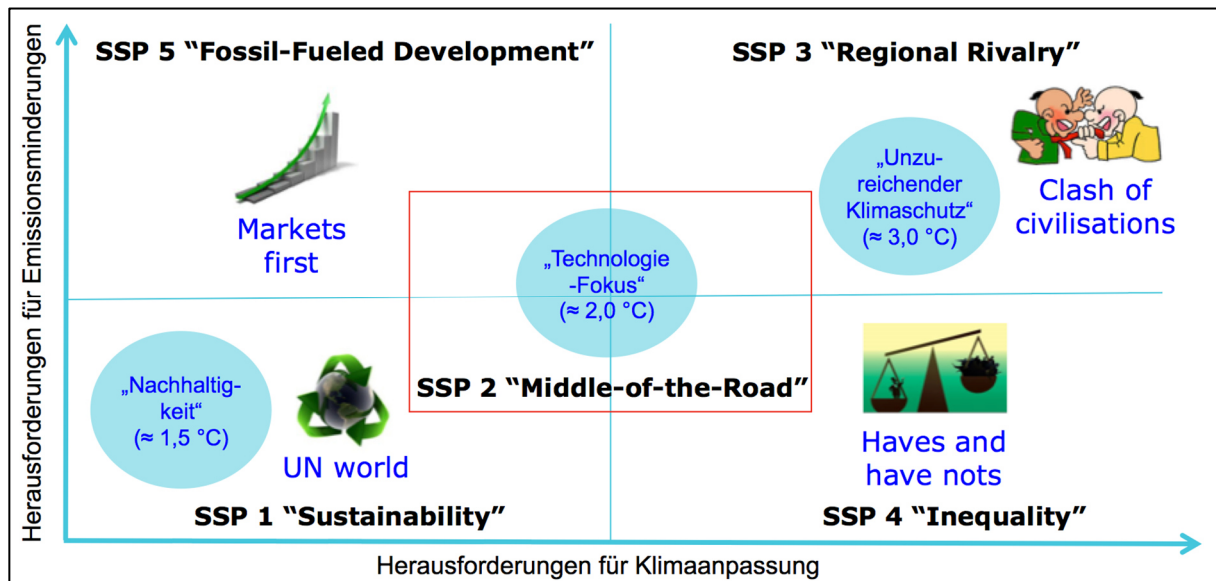 Herausforderungen für Emissionsminderungen
SSP 5 “Fossil-Fueled Development”
Markets
first
SSP 3 “Regional Rivalry”
„Unzu-
reichender
Klimaschutz“
(≈ 3,0 °C)
Clash of
civilisations
„Technologie
-Fokus“
(≈ 2,0 °C)
SSP 2 “Middle-of-the-Road”
„Nachhaltig-
keit“
(≈ 1,5 °C)
UN world
SSP 1 “Sustainability”
Haves and
have nots
SSP 4 “Inequality”
Herausforderungen für Klimaanpassung